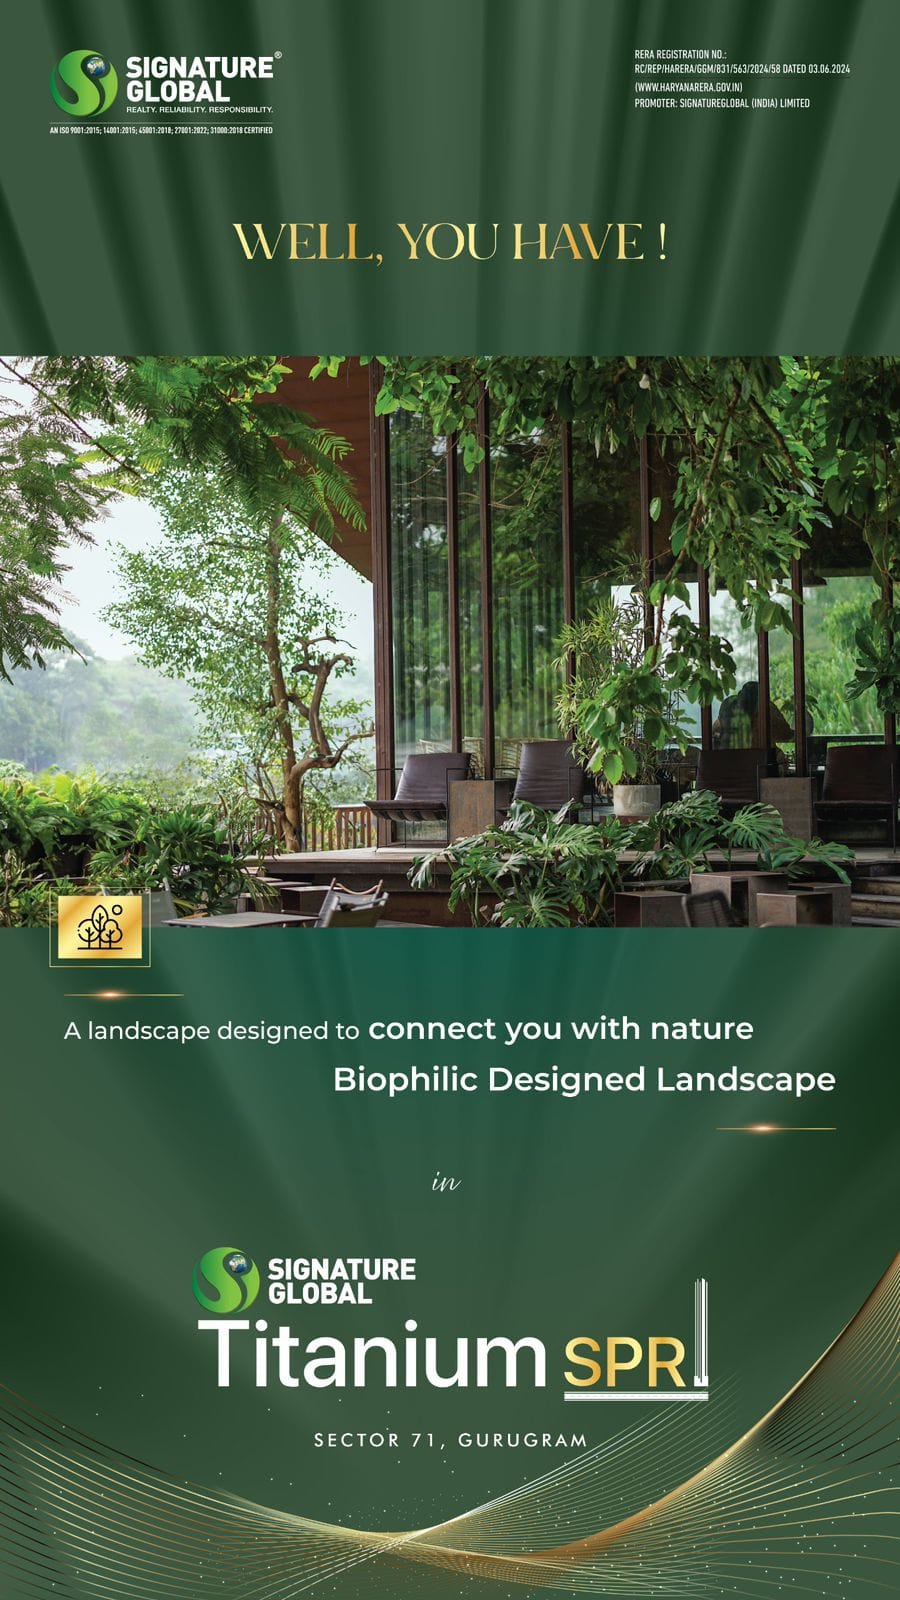 SIGNATURE®
GLOBAL
REALTY. RELIABILITY. RESPONSIBILITY.
AN ISO 9001:2015; 14001:2015; 45001:2018; 27001:2022; 31000:2018 CERTIFIED
RERA REGISTRATION NO.:
RC/REP/HARERA/GGM/831/563/2024/58 DATED 03.06.2024
(WWW.HARYANARERA.GOV.IN)
PROMOTER: SIGNATUREGLOBAL (INDIA) LIMITED
WELL, YOU HAVE !
A landscape designed to connect you with nature
Biophilic Designed Landscape
in
SIGNATURE
GLOBAL
Titanium SPR
SECTOR 71, GURUGRAM